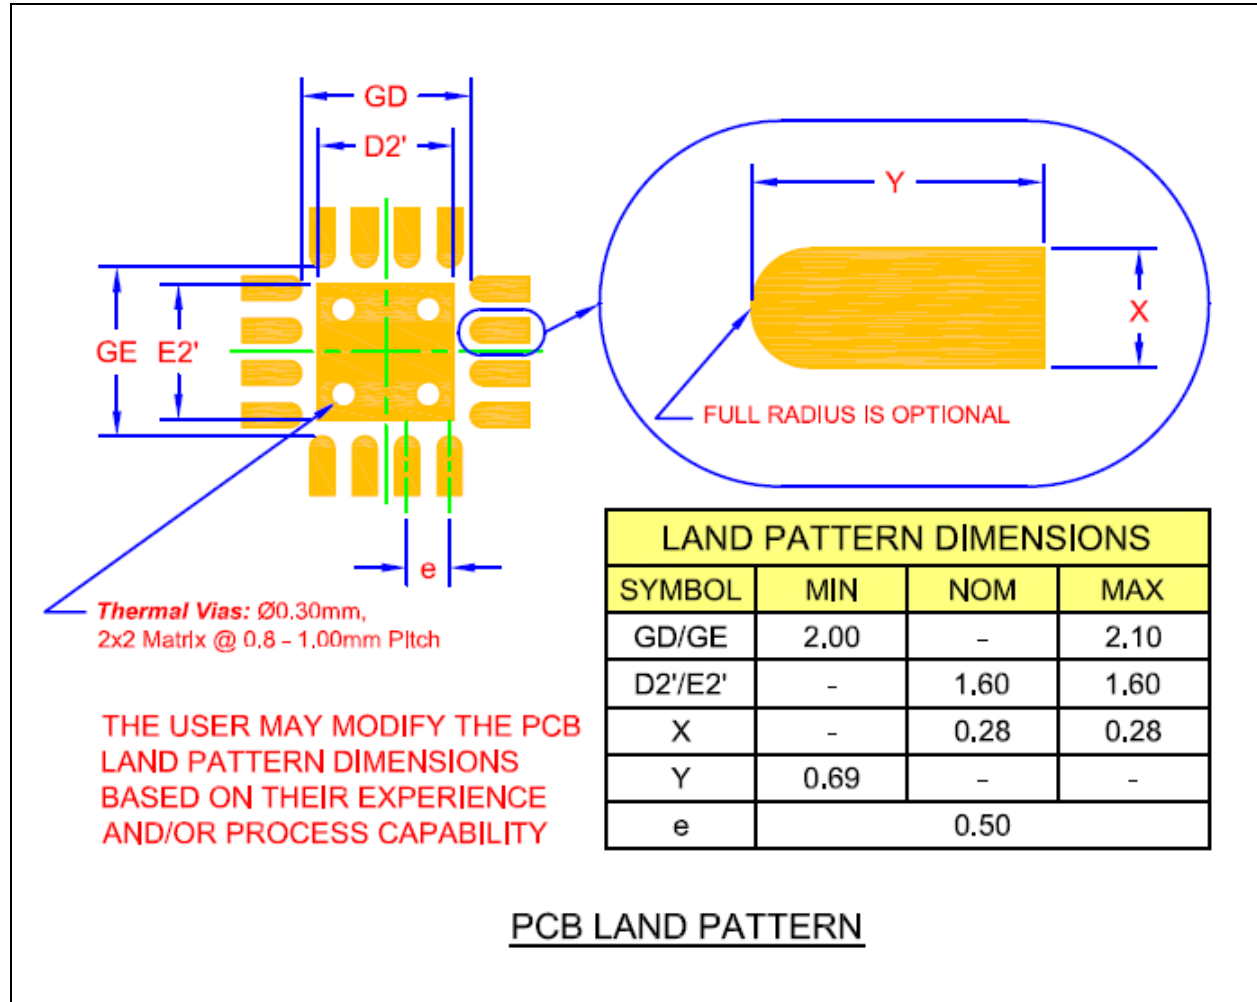 GD
D2'
Y
X
GE E2'
FULL RADIUS IS OPTIONAL
e
Thermal Vias: Ø0.30mm,
2x2 Matrix @ 0.8 - 1.00mm Pitch
THE USER MAY MODIFY THE PCB
LAND PATTERN DIMENSIONS
BASED ON THEIR EXPERIENCE
AND/OR PROCESS CAPABILITY
LAND PATTERN DIMENSIONS
SYMBOL MIN NOM MAX
GD/GE 2.00 - 2.10
D2'/E2' - 1.60 1.60
X - 0.28 0.28
Y 0.69 - -
e 0.50
PCB LAND PATTERN